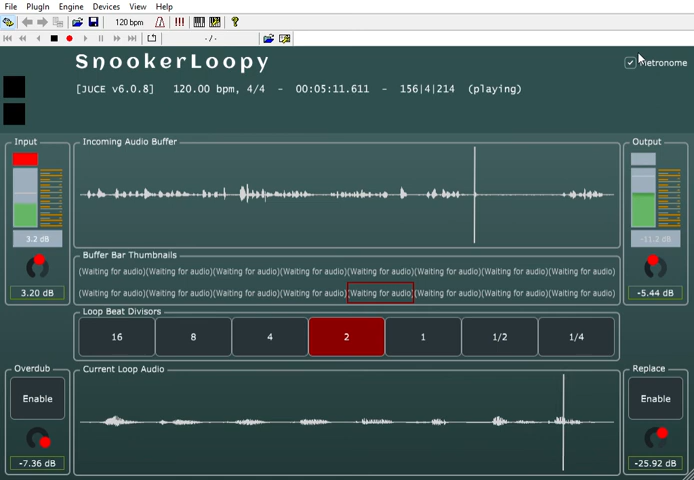 File PlugIn Engine Devices View Help
120 bpm
- / -
SnookerLoopy
Metronome
[JUCE v6.0.8] 120.00 bpm, 4/4 - 00:05:11.611 - 156|4|214 (playing)
Input
Incoming Audio Buffer
Output
3.2 dB
-11.2 dB
3.20 dB
-5.44 dB
Buffer Bar Thumbnails
(Waiting for audio)(Waiting for audio)(Waiting for audio)(Waiting for audio)(Waiting for audio)(Waiting for audio)(Waiting for audio)(Waiting for audio)
(Waiting for audio)(Waiting for audio)(Waiting for audio)(Waiting for audio)(Waiting for audio)(Waiting for audio)(Waiting for audio)(Waiting for audio)
Loop Beat Divisors
16 8 4 2 1 1/2 1/4
Overdub
Current Loop Audio
Replace
Enable
Enable
-7.36 dB
-25.92 dB